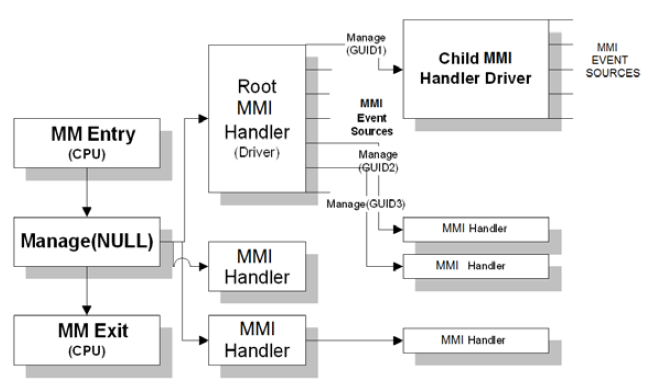 Manage
(GUID1)
Child MMI
Handler Driver
MMI
EVENT
SOURCES
Root
MMI
Handler
(Driver)
MMI
Event
Sources
MM Entry
(CPU)
Manage
(GUID2)
Manage(GUID3)
Manage(NULL)
MMI Handler
MMI
Handler
MMI Handler
MM Exit
(CPU)
MMI
Handler
MMI Handler